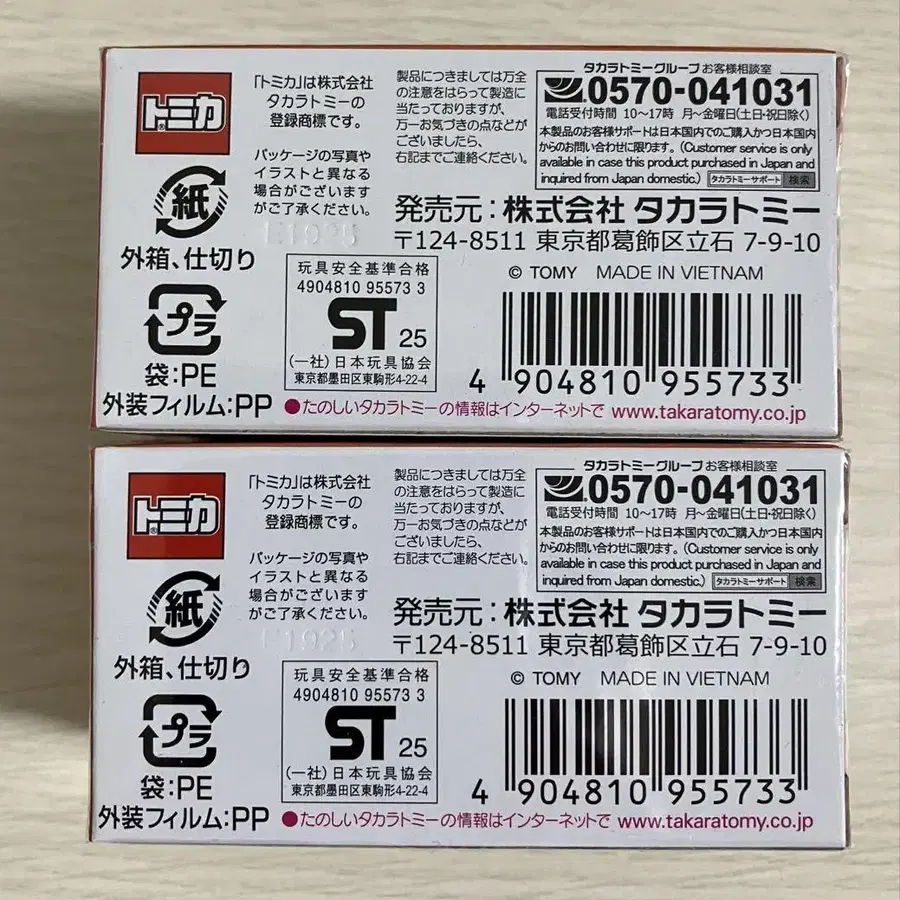 トミカ®
「トミカ」は株式会社
タカラトミーの
登録商標です。
パッケージの写真や
イラストと異なる
場合がございます
がご了承ください。
製品につきましては万全
の注意をはらって製造に
当たっておりますが、
万一お気づきの点などが
ございましたら、
右記までご連絡ください。
タカラトミーグループお客様相談室
0570-041031
電話受付時間 10〜17時 月〜金曜日(土日・祝日除く)
本製品のお客様サポートは日本国内でのご購入かつ日本国内
からのお問い合わせに限ります。(Customer service is only
available in case this product purchased in Japan and
inquired from Japan domestic.) タカラトミーサポート 検索
発売元:株式会社 タカラトミー
〒124-8511 東京都葛飾区立石 7-9-10
© TOMY MADE IN VIETNAM
紙
外箱、仕切り
プラ
袋:PE
外装フィルム:PP
玩具安全基準合格
4904810 95573 3
ST 25
(一社)日本玩具協会
東京都墨田区東駒形4-22-4
4 904810 955733
●たのしいタカラトミーの情報はインターネットで www.takaratomy.co.jp
トミカ®
「トミカ」は株式会社
タカラトミーの
登録商標です。
パッケージの写真や
イラストと異なる
場合がございます
がご了承ください。
製品につきましては万全
の注意をはらって製造に
当たっておりますが、
万一お気づきの点などが
ございましたら、
右記までご連絡ください。
タカラトミーグループお客様相談室
0570-041031
電話受付時間 10〜17時 月〜金曜日(土日・祝日除く)
本製品のお客様サポートは日本国内でのご購入かつ日本国内
からのお問い合わせに限ります。(Customer service is only
available in case this product purchased in Japan and
inquired from Japan domestic.) タカラトミーサポート 検索
発売元:株式会社 タカラトミー
〒124-8511 東京都葛飾区立石 7-9-10
© TOMY MADE IN VIETNAM
紙
外箱、仕切り
プラ
袋:PE
外装フィルム:PP
玩具安全基準合格
4904810 95573 3
ST 25
(一社)日本玩具協会
東京都墨田区東駒形4-22-4
4 904810 955733
●たのしいタカラトミーの情報はインターネットで www.takaratomy.co.jp